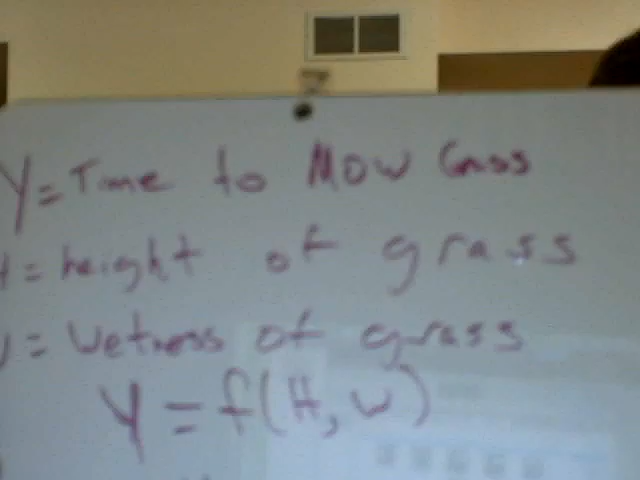 Y = Time to Mow Grass
H = height of grass
W = Wetness of grass
Y = f(H, W)